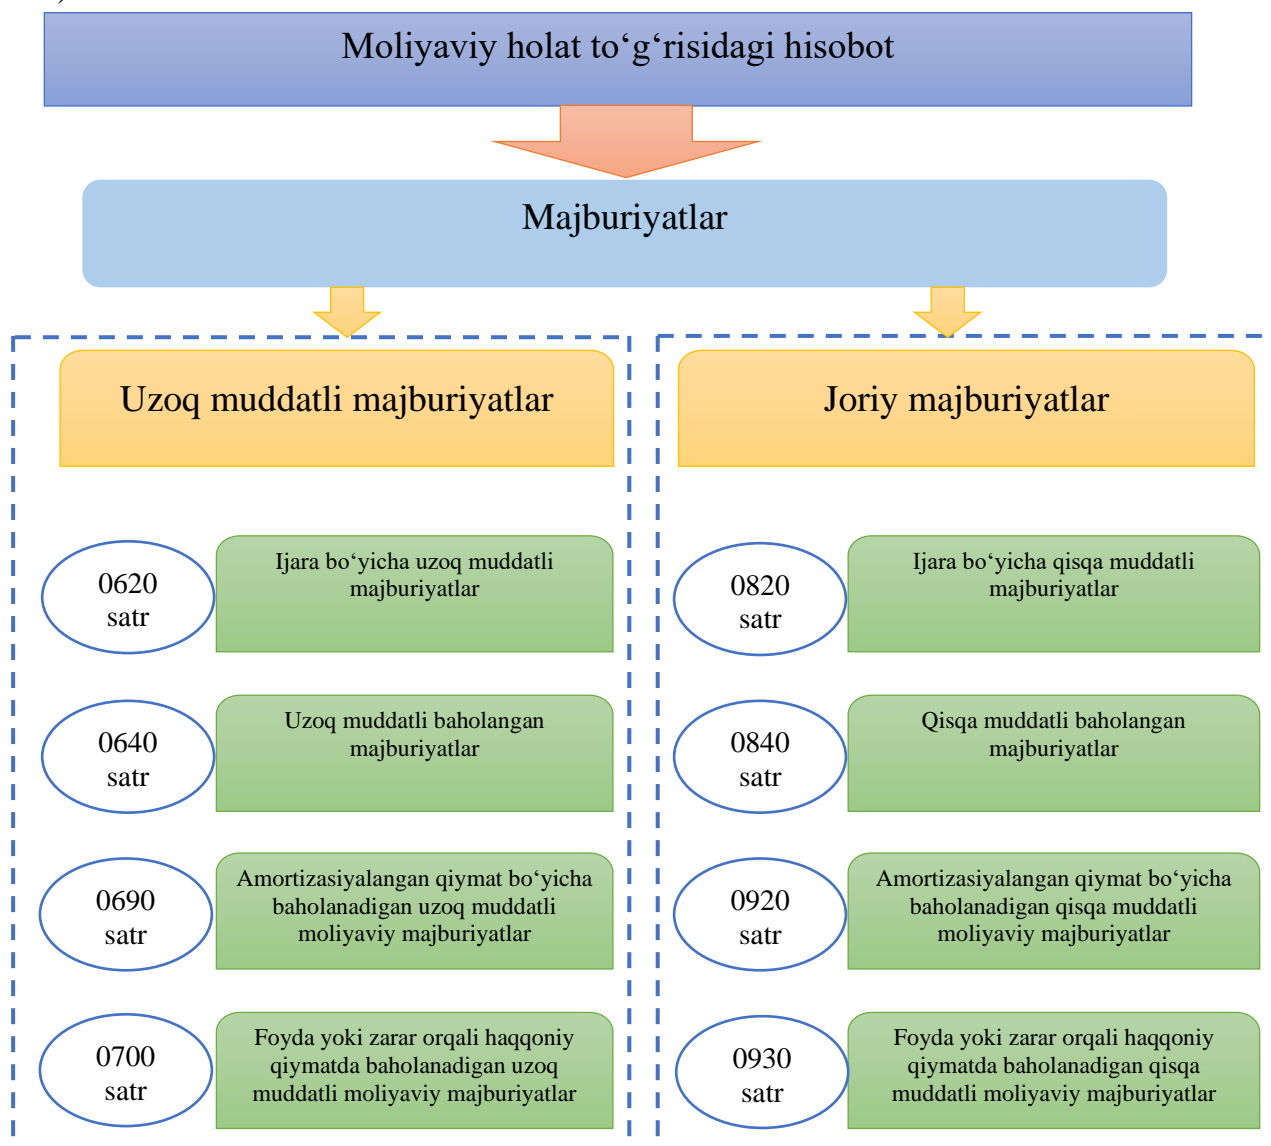 )
Moliyaviy holat to‘g‘risidagi hisobot
Majburiyatlar
Uzoq muddatli majburiyatlar
0620
satr
Ijara bo‘yicha uzoq muddatli
majburiyatlar
0640
satr
Uzoq muddatli baholangan
majburiyatlar
0690
satr
Amortizasiyalangan qiymat bo‘yicha
baholanadigan uzoq muddatli
moliyaviy majburiyatlar
0700
satr
Foyda yoki zarar orqali haqqoniy
qiymatda baholanadigan uzoq
muddatli moliyaviy majburiyatlar
Joriy majburiyatlar
0820
satr
Ijara bo‘yicha qisqa muddatli
majburiyatlar
0840
satr
Qisqa muddatli baholangan
majburiyatlar
0920
satr
Amortizasiyalangan qiymat bo‘yicha
baholanadigan qisqa muddatli
moliyaviy majburiyatlar
0930
satr
Foyda yoki zarar orqali haqqoniy
qiymatda baholanadigan qisqa
muddatli moliyaviy majburiyatlar